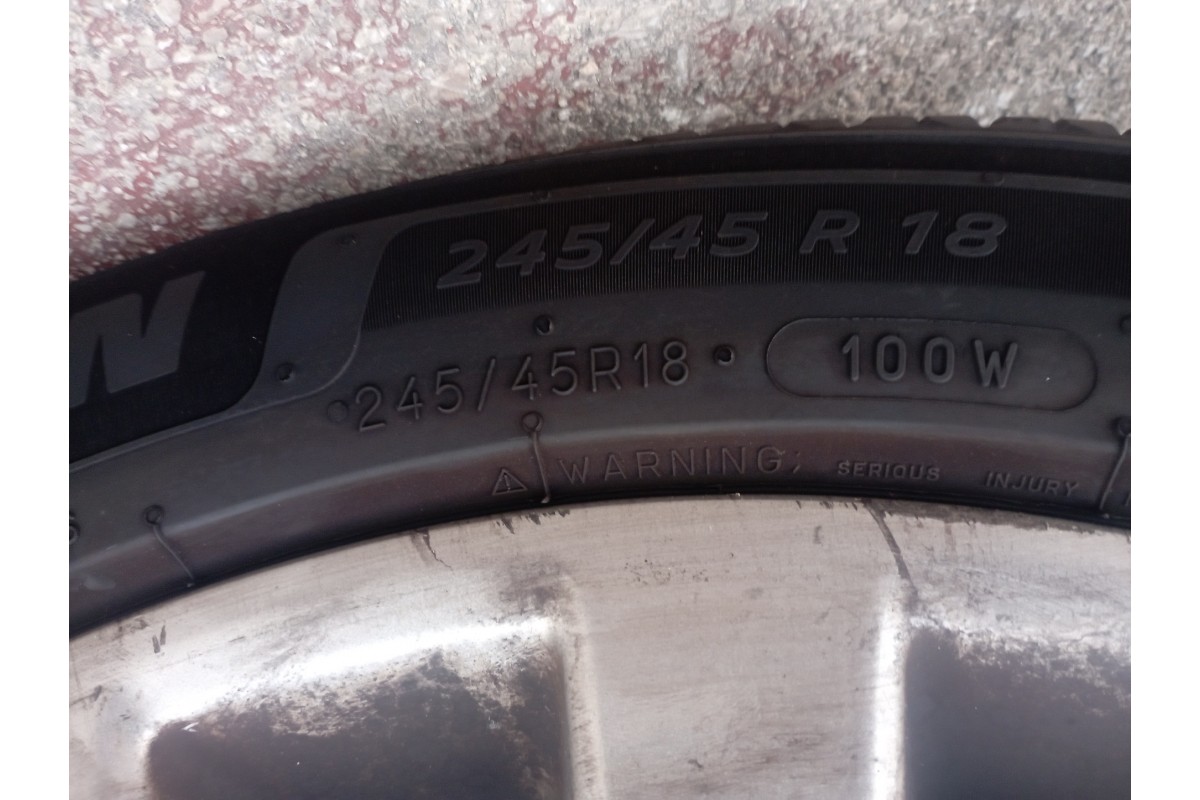 245/45 R 18
245/45R18 100W
⚠ WARNING: SERIOUS INJURY